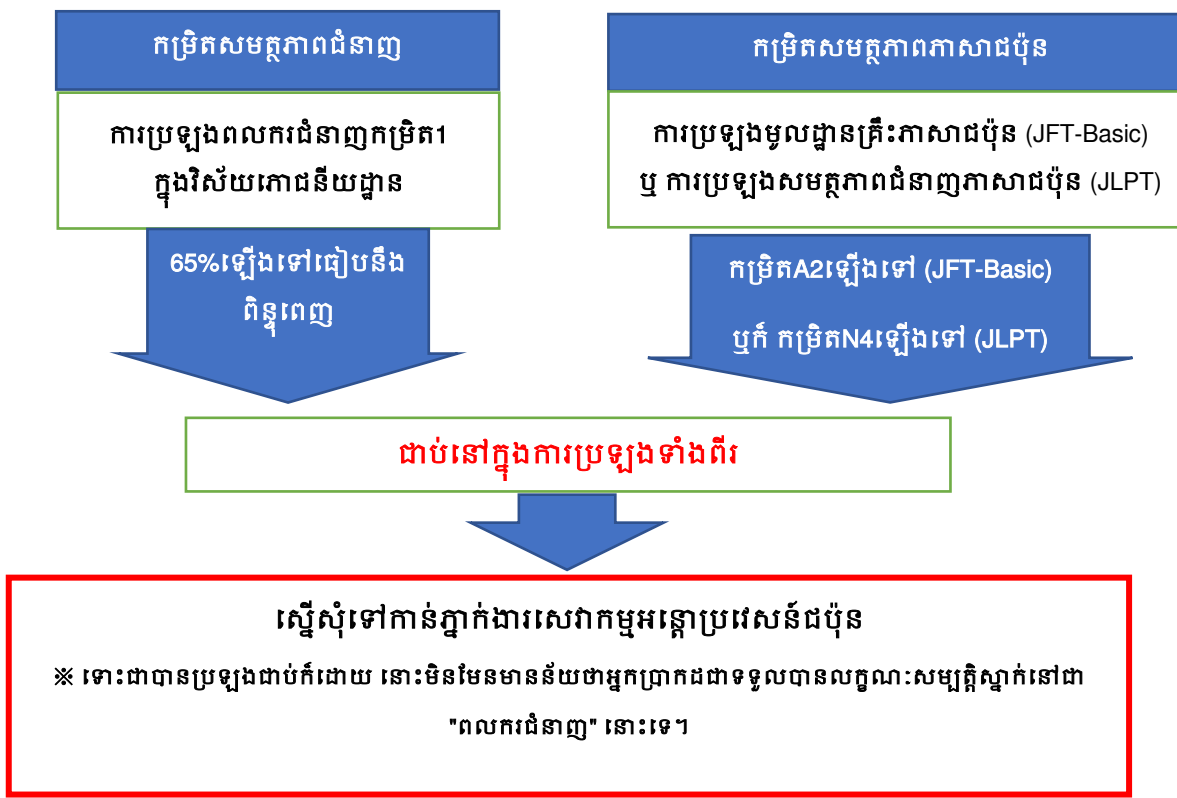 កម្រិតសមត្ថភាពជំនាញ
ការប្រឡងពលករជំនាញកម្រិត1
ក្នុងវិស័យភោជនីយដ្ឋាន
65%ឡើងទៅធៀបនឹង
ពិន្ទុពេញ
កម្រិតសមត្ថភាពភាសាជប៉ុន
ការប្រឡងមូលដ្ឋានគ្រឹះភាសាជប៉ុន (JFT-Basic)
ឬ ការប្រឡងសមត្ថភាពជំនាញភាសាជប៉ុន (JLPT)
កម្រិតA2ឡើងទៅ (JFT-Basic)
ឬក៏ កម្រិតN4ឡើងទៅ (JLPT)
ជាប់នៅក្នុងការប្រឡងទាំងពីរ
ស្នើសុំទៅកាន់ភ្នាក់ងារសេវាកម្មអន្តោប្រវេសន៍ជប៉ុន
※ ទោះជាបានប្រឡងជាប់ក៏ដោយ នោះមិនមែនមានន័យថាអ្នកប្រាកដជាទទួលបានលក្ខណៈសម្បត្តិស្នាក់នៅជា
"ពលករជំនាញ" នោះទេ។